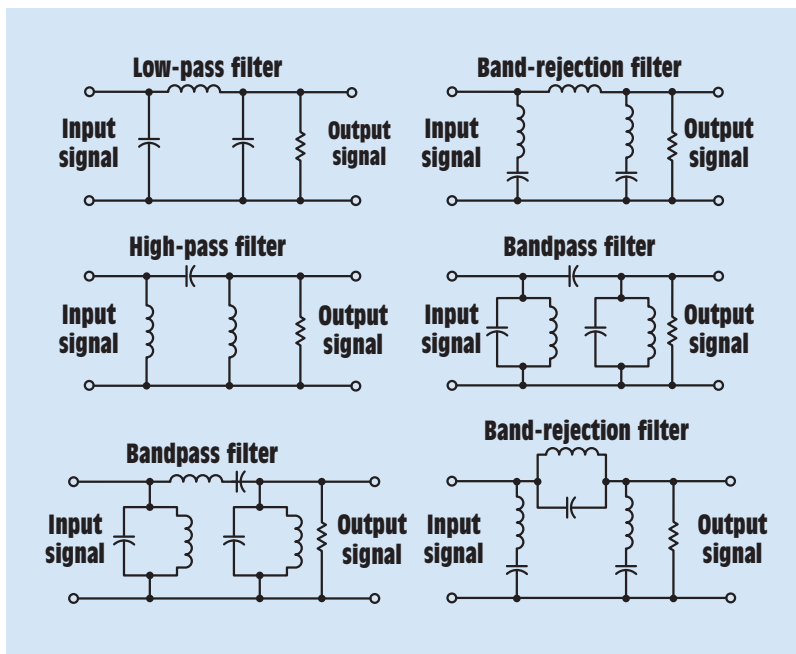 Low-pass filter
Input
signal
Output
signal
Band-rejection filter
Input
signal
Output
signal
High-pass filter
Input
signal
Output
signal
Bandpass filter
Input
signal
Output
signal
Bandpass filter
Input
signal
Output
signal
Band-rejection filter
Input
signal
Output
signal